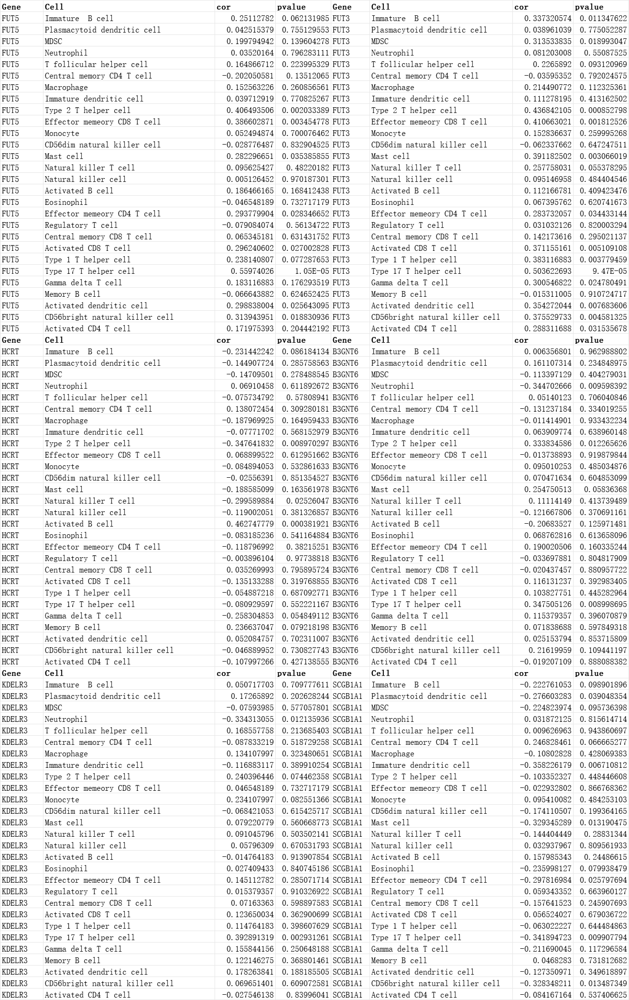 Gene Cell cor pvalue Gene Cell cor pvalue
FUT5 Immature  B cell 0.25112782 0.062131985 FUT3 Immature  B cell 0.337320574 0.011347622
FUT5 Plasmacytoid dendritic cell 0.042515379 0.755129553 FUT3 Plasmacytoid dendritic cell 0.038961039 0.775052287
FUT5 MDSC 0.199794942 0.139604278 FUT3 MDSC 0.313533835 0.018993047
FUT5 Neutrophil 0.03520164 0.796283111 FUT3 Neutrophil 0.081203008 0.55087525
FUT5 T follicular helper cell 0.164866712 0.223995329 FUT3 T follicular helper cell 0.2265892 0.093120969
FUT5 Central memory CD4 T cell -0.202050581 0.13512065 FUT3 Central memory CD4 T cell -0.03595352 0.792024575
FUT5 Macrophage 0.152563226 0.260856561 FUT3 Macrophage 0.214490772 0.112325361
FUT5 Immature dendritic cell 0.039712919 0.770825267 FUT3 Immature dendritic cell 0.111278195 0.413162502
FUT5 Type 2 T helper cell 0.406493506 0.002033389 FUT3 Type 2 T helper cell 0.436842105 0.000852798
FUT5 Effector memeory CD8 T cell 0.386602871 0.003454778 FUT3 Effector memeory CD8 T cell 0.410663021 0.001812526
FUT5 Monocyte 0.052494874 0.700076462 FUT3 Monocyte 0.152836637 0.259995268
FUT5 CD56dim natural killer cell -0.028776487 0.832904525 FUT3 CD56dim natural killer cell -0.062337662 0.647247511
FUT5 Mast cell 0.282296651 0.035385855 FUT3 Mast cell 0.391182502 0.003066019
FUT5 Natural killer T cell 0.095625427 0.48220182 FUT3 Natural killer T cell 0.257758031 0.055378295
FUT5 Natural killer cell 0.005126452 0.970187301 FUT3 Natural killer cell 0.095146958 0.484404546
FUT5 Activated B cell 0.186466165 0.168412438 FUT3 Activated B cell 0.112166781 0.409423476
FUT5 Eosinophil -0.046548189 0.732717179 FUT3 Eosinophil 0.067395762 0.620741673
FUT5 Effector memeory CD4 T cell 0.293779904 0.028346652 FUT3 Effector memeory CD4 T cell 0.283732057 0.034433144
FUT5 Regulatory T cell -0.079084074 0.56134722 FUT3 Regulatory T cell 0.031032126 0.820003294
FUT5 Central memory CD8 T cell 0.065345181 0.631431752 FUT3 Central memory CD8 T cell 0.142173616 0.295021137
FUT5 Activated CD8 T cell 0.296240602 0.027002828 FUT3 Activated CD8 T cell 0.371155161 0.005109108
FUT5 Type 1 T helper cell 0.238140807 0.077287653 FUT3 Type 1 T helper cell 0.383116883 0.003779459
FUT5 Type 17 T helper cell 0.55974026 1.05E-05 FUT3 Type 17 T helper cell 0.503622693 9.47E-05
FUT5 Gamma delta T cell 0.183116883 0.176293519 FUT3 Gamma delta T cell 0.300546822 0.024780491
FUT5 Memory B cell -0.066643882 0.624652425 FUT3 Memory B cell -0.015311005 0.910724717
FUT5 Activated dendritic cell 0.298838004 0.025643095 FUT3 Activated dendritic cell 0.354272044 0.007683606
FUT5 CD56bright natural killer cell 0.313943951 0.018830936 FUT3 CD56bright natural killer cell 0.375529733 0.004581325
FUT5 Activated CD4 T cell 0.171975393 0.204442192 FUT3 Activated CD4 T cell 0.288311688 0.031535678
Gene Cell cor pvalue Gene Cell cor pvalue
HCRT Immature  B cell -0.231442242 0.086184134 B3GNT6 Immature  B cell 0.006356801 0.962988802
HCRT Plasmacytoid dendritic cell -0.144907724 0.285758563 B3GNT6 Plasmacytoid dendritic cell 0.161107314 0.234848975
HCRT MDSC -0.14709501 0.278488545 B3GNT6 MDSC -0.113397129 0.404279031
HCRT Neutrophil 0.06910458 0.611892672 B3GNT6 Neutrophil -0.344702666 0.009598392
HCRT T follicular helper cell -0.075734792 0.57808941 B3GNT6 T follicular helper cell 0.05140123 0.706040846
HCRT Central memory CD4 T cell 0.138072454 0.309280181 B3GNT6 Central memory CD4 T cell -0.131237184 0.334019255
HCRT Macrophage -0.187969925 0.164959433 B3GNT6 Macrophage -0.011414901 0.933432234
HCRT Immature dendritic cell -0.07771702 0.568152979 B3GNT6 Immature dendritic cell 0.063909774 0.638960148
HCRT Type 2 T helper cell -0.347641832 0.008970297 B3GNT6 Type 2 T helper cell 0.333834586 0.012265626
HCRT Effector memeory CD8 T cell 0.068899522 0.612951662 B3GNT6 Effector memeory CD8 T cell -0.013738893 0.919879844
HCRT Monocyte -0.084894053 0.532861633 B3GNT6 Monocyte 0.095010253 0.485034876
HCRT CD56dim natural killer cell -0.02556391 0.851354527 B3GNT6 CD56dim natural killer cell 0.070471634 0.604853099
HCRT Mast cell -0.188585099 0.163561978 B3GNT6 Mast cell 0.254750513 0.05836368
HCRT Natural killer T cell -0.299589884 0.02526047 B3GNT6 Natural killer T cell 0.11114149 0.413739489
HCRT Natural killer cell -0.119002051 0.381326857 B3GNT6 Natural killer cell -0.121667806 0.370691161
HCRT Activated B cell 0.462747779 0.000381921 B3GNT6 Activated B cell -0.20683527 0.125971481
HCRT Eosinophil -0.083185236 0.541164884 B3GNT6 Eosinophil 0.068762816 0.613658096
HCRT Effector memeory CD4 T cell -0.118796992 0.38215251 B3GNT6 Effector memeory CD4 T cell 0.190020506 0.160335244
HCRT Regulatory T cell -0.003896104 0.97738818 B3GNT6 Regulatory T cell -0.033697881 0.804817909
HCRT Central memory CD8 T cell 0.035269993 0.795895724 B3GNT6 Central memory CD8 T cell -0.020437457 0.880957722
HCRT Activated CD8 T cell -0.135133288 0.319768855 B3GNT6 Activated CD8 T cell 0.116131237 0.392983405
HCRT Type 1 T helper cell -0.054887218 0.687092771 B3GNT6 Type 1 T helper cell 0.103827751 0.445282964
HCRT Type 17 T helper cell -0.080929597 0.552221167 B3GNT6 Type 17 T helper cell 0.347505126 0.008998695
HCRT Gamma delta T cell -0.258304853 0.054849112 B3GNT6 Gamma delta T cell 0.115379357 0.396070879
HCRT Memory B cell 0.236637047 0.079218198 B3GNT6 Memory B cell 0.071838688 0.597849318
HCRT Activated dendritic cell 0.052084757 0.702311007 B3GNT6 Activated dendritic cell 0.025153794 0.853715809
HCRT CD56bright natural killer cell -0.046889952 0.730827743 B3GNT6 CD56bright natural killer cell 0.21619959 0.109441197
HCRT Activated CD4 T cell -0.107997266 0.427138555 B3GNT6 Activated CD4 T cell -0.019207109 0.888088382
Gene Cell cor pvalue Gene Cell cor pvalue
KDELR3 Immature  B cell 0.050717703 0.709777611 SCGB1A1 Immature  B cell -0.222761053 0.098901896
KDELR3 Plasmacytoid dendritic cell 0.17265892 0.202628244 SCGB1A1 Plasmacytoid dendritic cell -0.276603283 0.039048354
KDELR3 MDSC -0.07593985 0.577057801 SCGB1A1 MDSC -0.224823974 0.095736398
KDELR3 Neutrophil -0.334313055 0.012135936 SCGB1A1 Neutrophil 0.031872125 0.815614714
KDELR3 T follicular helper cell 0.168557758 0.213685403 SCGB1A1 T follicular helper cell 0.009626963 0.943860697
KDELR3 Central memory CD4 T cell -0.087833219 0.518729258 SCGB1A1 Central memory CD4 T cell 0.246828461 0.066665277
KDELR3 Macrophage 0.134107997 0.323480651 SCGB1A1 Macrophage -0.10802828 0.428069383
KDELR3 Immature dendritic cell -0.116883117 0.389910254 SCGB1A1 Immature dendritic cell -0.358226179 0.006710812
KDELR3 Type 2 T helper cell 0.240396446 0.074462358 SCGB1A1 Type 2 T helper cell -0.103352327 0.448446608
KDELR3 Effector memeory CD8 T cell 0.046548189 0.732717179 SCGB1A1 Effector memeory CD8 T cell -0.022932802 0.866768362
KDELR3 Monocyte 0.234107997 0.082551366 SCGB1A1 Monocyte 0.095410082 0.484253103
KDELR3 CD56dim natural killer cell -0.068421053 0.615425717 SCGB1A1 CD56dim natural killer cell -0.174110507 0.199364165
KDELR3 Mast cell 0.079220779 0.560668773 SCGB1A1 Mast cell -0.329345289 0.013190475
KDELR3 Natural killer T cell 0.091045796 0.503502141 SCGB1A1 Natural killer T cell -0.144404449 0.28831344
KDELR3 Natural killer cell 0.05796309 0.670531793 SCGB1A1 Natural killer cell 0.032937967 0.809561933
KDELR3 Activated B cell -0.014764183 0.913907854 SCGB1A1 Activated B cell 0.157985343 0.24486615
KDELR3 Eosinophil 0.027409433 0.840745186 SCGB1A1 Eosinophil -0.235998127 0.079938479
KDELR3 Effector memeory CD4 T cell 0.145112782 0.285071714 SCGB1A1 Effector memeory CD4 T cell -0.297816984 0.025797694
KDELR3 Regulatory T cell 0.015379357 0.910326922 SCGB1A1 Regulatory T cell 0.059343352 0.663960127
KDELR3 Central memory CD8 T cell 0.07163363 0.598897583 SCGB1A1 Central memory CD8 T cell -0.157641523 0.245907693
KDELR3 Activated CD8 T cell 0.123650034 0.362900699 SCGB1A1 Activated CD8 T cell 0.056524027 0.679036722
KDELR3 Type 1 T helper cell 0.114764183 0.398607629 SCGB1A1 Type 1 T helper cell -0.063022227 0.644484863
KDELR3 Type 17 T helper cell 0.392891319 0.002931261 SCGB1A1 Type 17 T helper cell -0.341894723 0.009907794
KDELR3 Gamma delta T cell 0.155844156 0.250648188 SCGB1A1 Gamma delta T cell -0.211690045 0.117296584
KDELR3 Memory B cell 0.122146275 0.368801461 SCGB1A1 Memory B cell 0.0468283 0.731812682
KDELR3 Activated dendritic cell 0.178263841 0.188185505 SCGB1A1 Activated dendritic cell -0.127350971 0.349618897
KDELR3 CD56bright natural killer cell 0.069651401 0.609072581 SCGB1A1 CD56bright natural killer cell -0.328348211 0.013487349
KDELR3 Activated CD4 T cell -0.027546138 0.83996041 SCGB1A1 Activated CD4 T cell -0.084167164 0.537406625